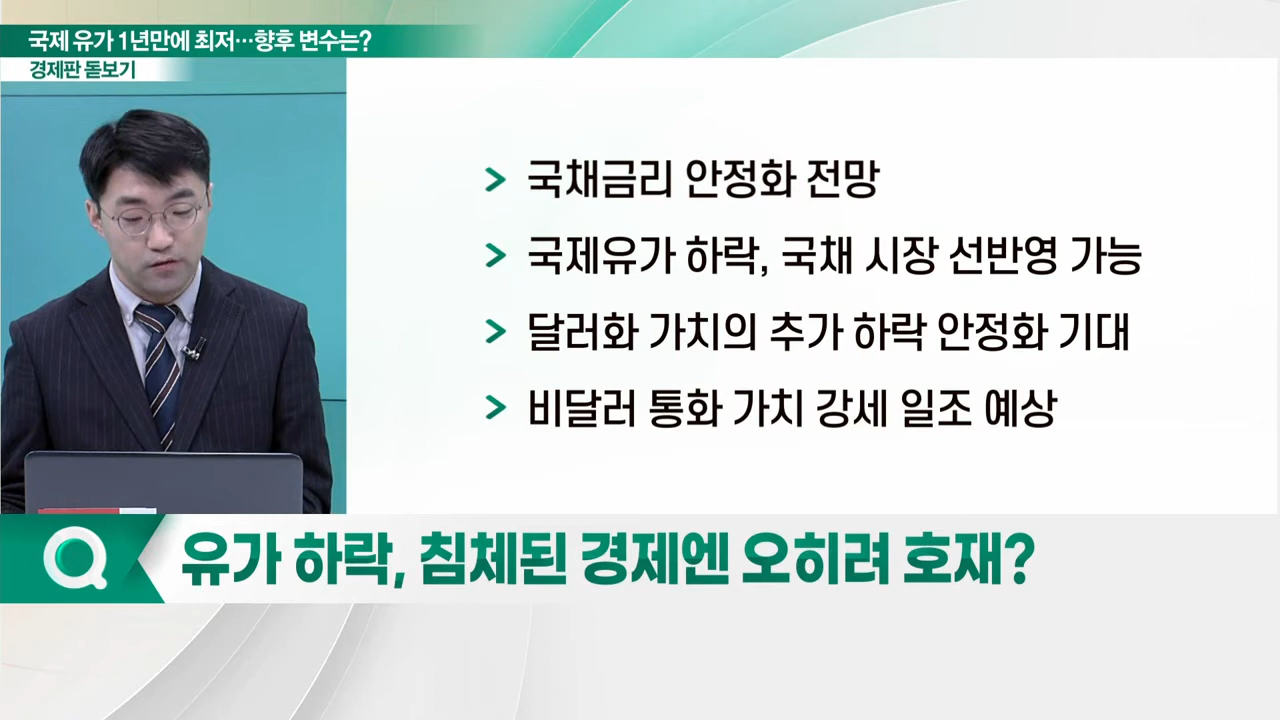 국제 유가 1년만에 최저…향후 변수는?
경제판 돋보기
> 국채금리 안정화 전망
> 국제유가 하락, 국채 시장 선반영 가능
> 달러화 가치의 추가 하락 안정화 기대
> 비달러 통화 가치 강세 일조 예상
Q 유가 하락, 침체된 경제엔 오히려 호재?